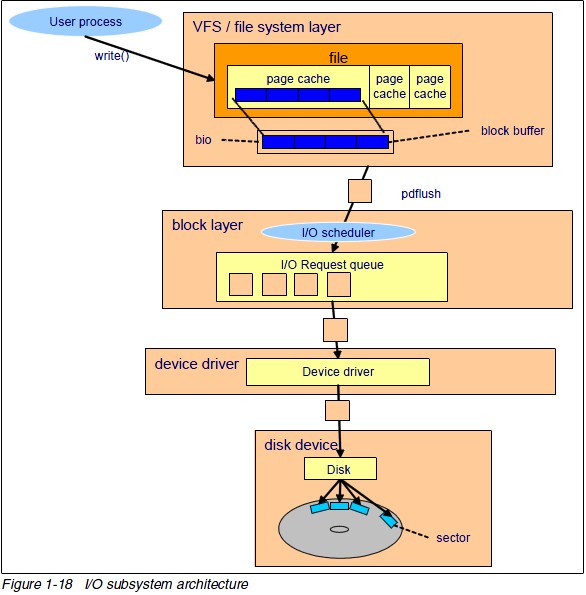 User process
write()
VFS / file system layer
file
page cache
page
cache
page
cache
bio
block buffer
pdflush
block layer
I/O scheduler
I/O Request queue
device driver
Device driver
disk device
Disk
sector
Figure 1-18 I/O subsystem architecture